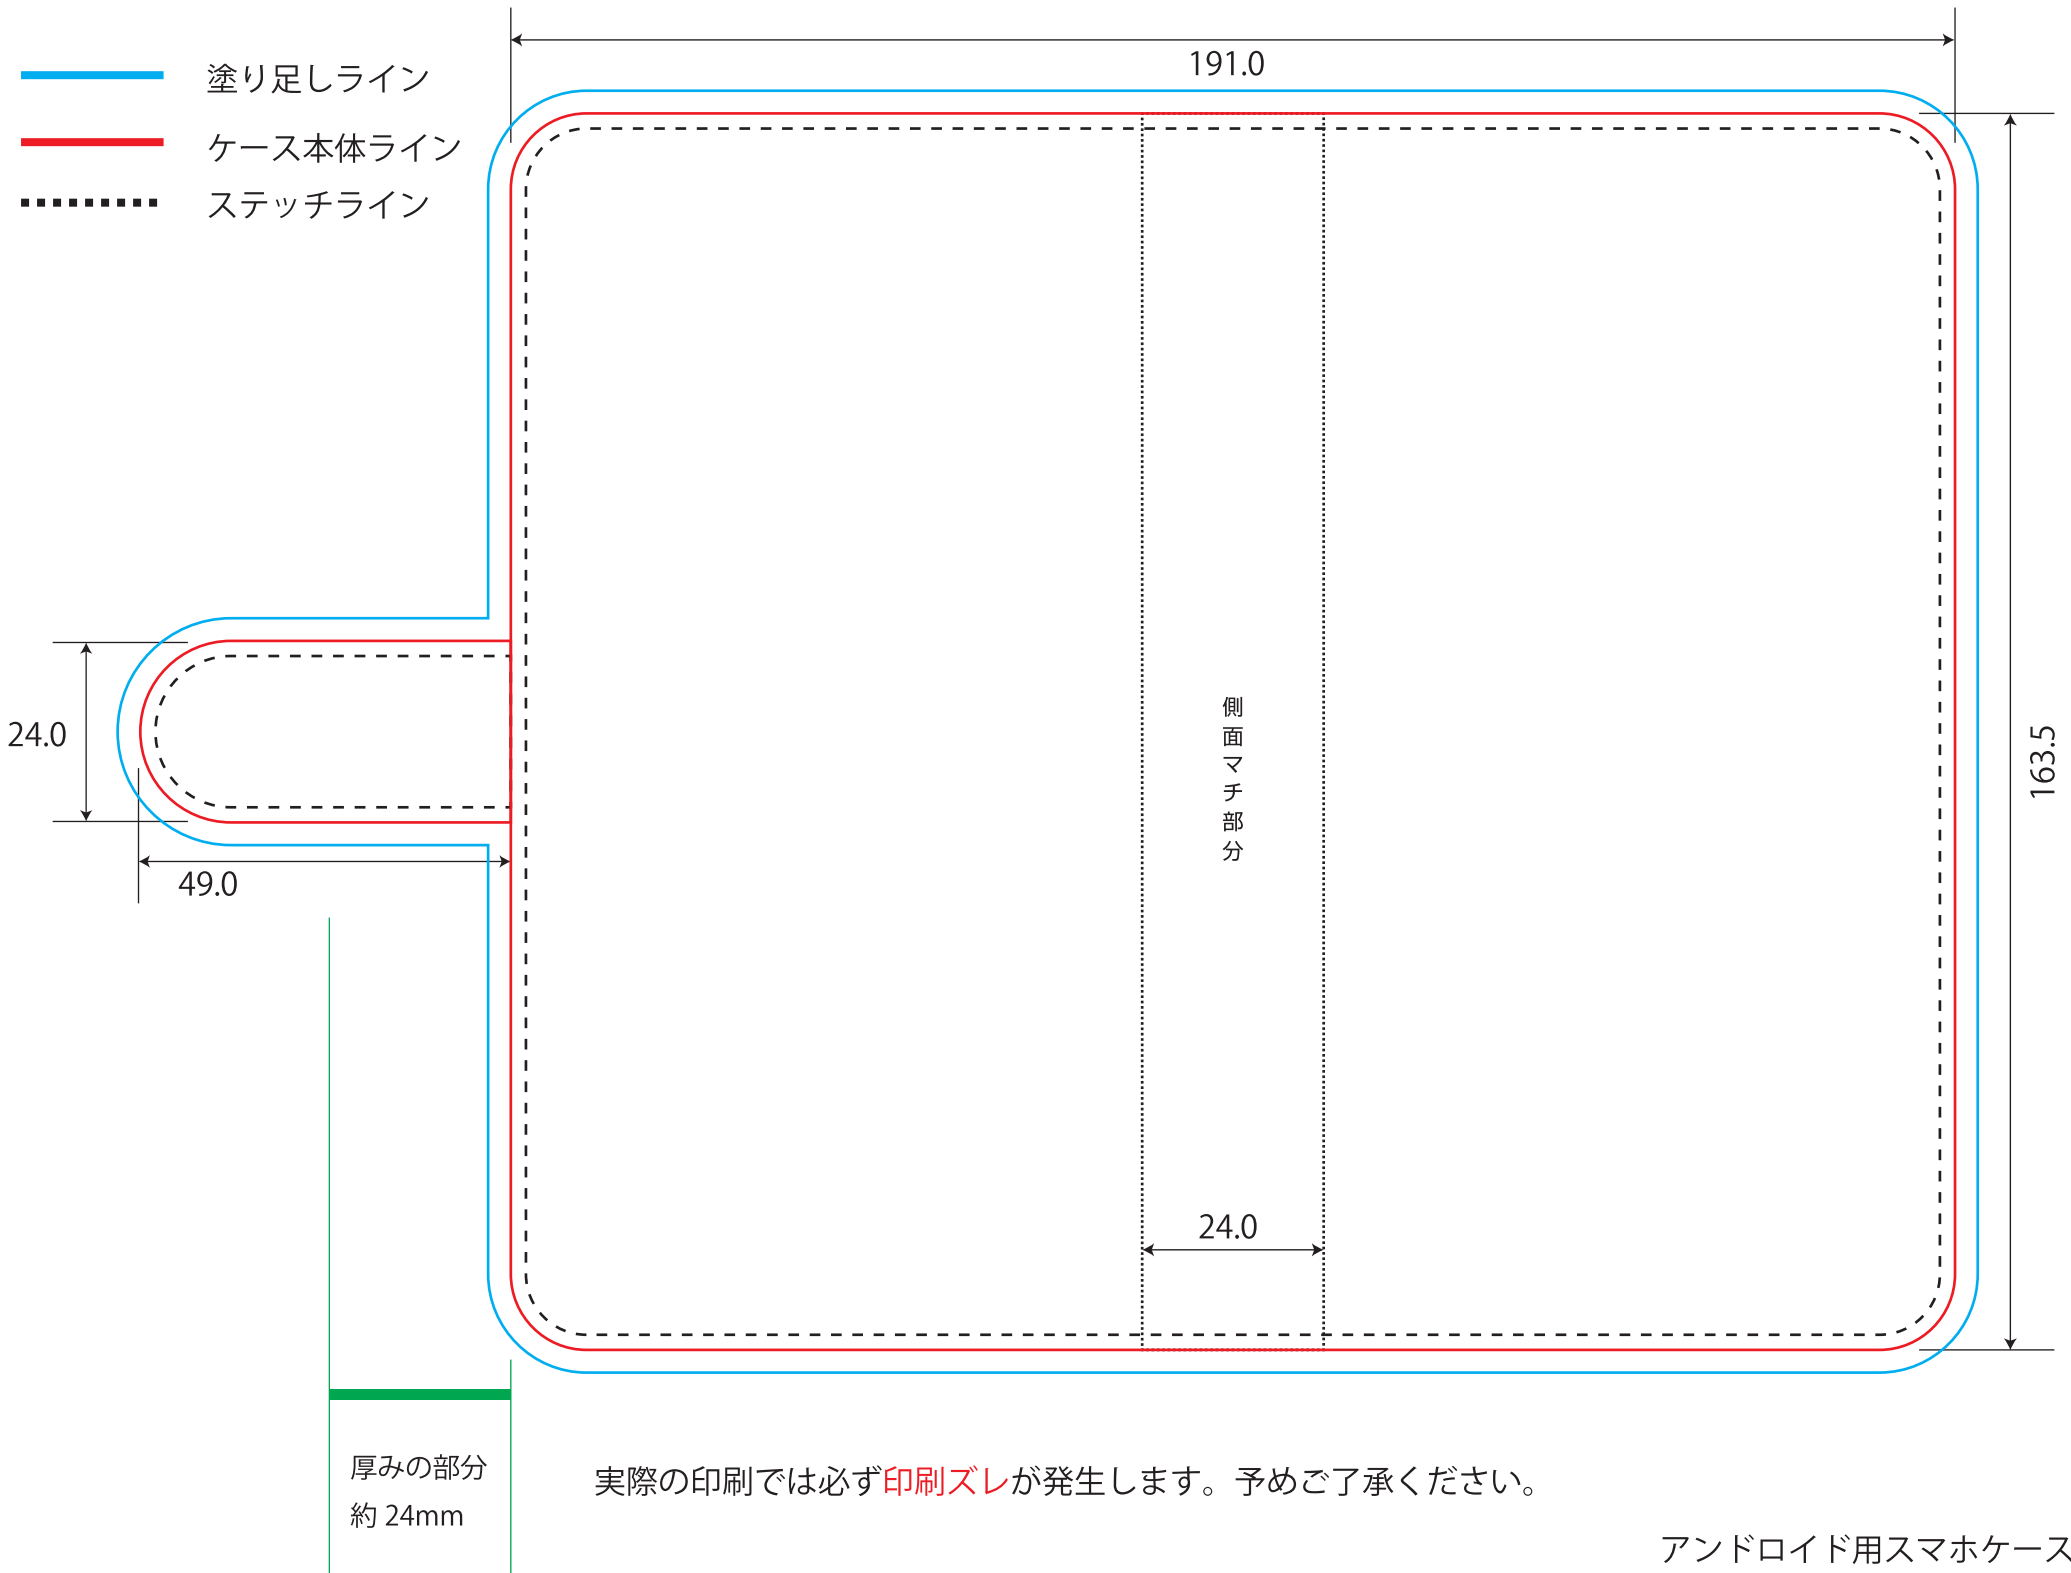 191.0
塗り足しライン
ケース本体ライン
ステッチライン
側面マチ部分
24.0
163.5
49.0
24.0
厚みの部分
約 24mm
実際の印刷では必ず印刷ズレが発生します。予めご了承ください。
アンドロイド用スマホケース